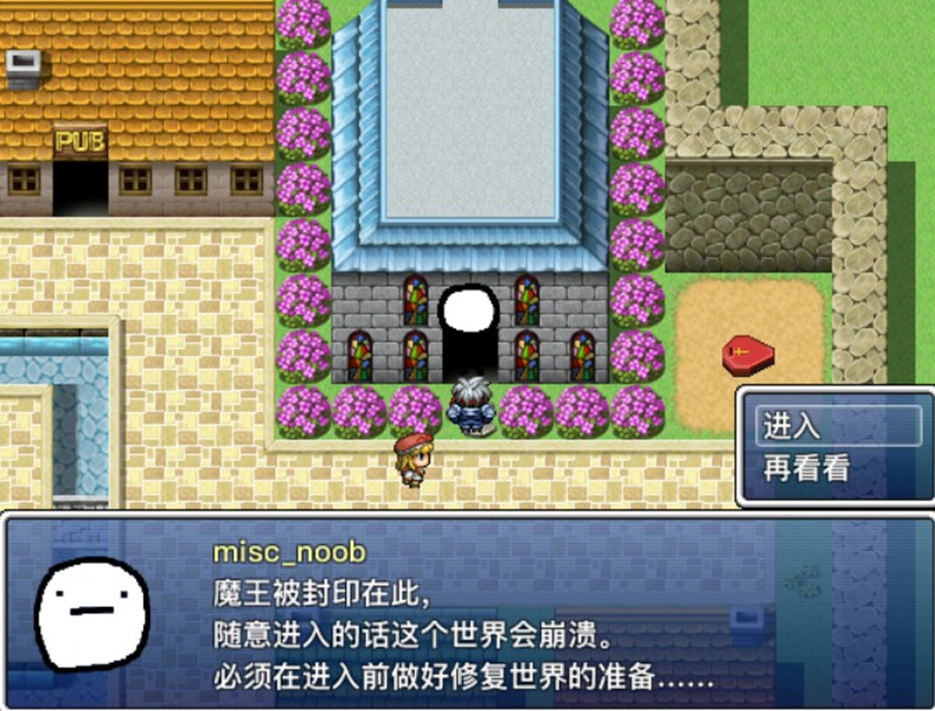 PUB
进入
再看看
misc_noob
魔王被封印在此，
随意进入的话这个世界会崩溃。
必须在进入前做好修复世界的准备……